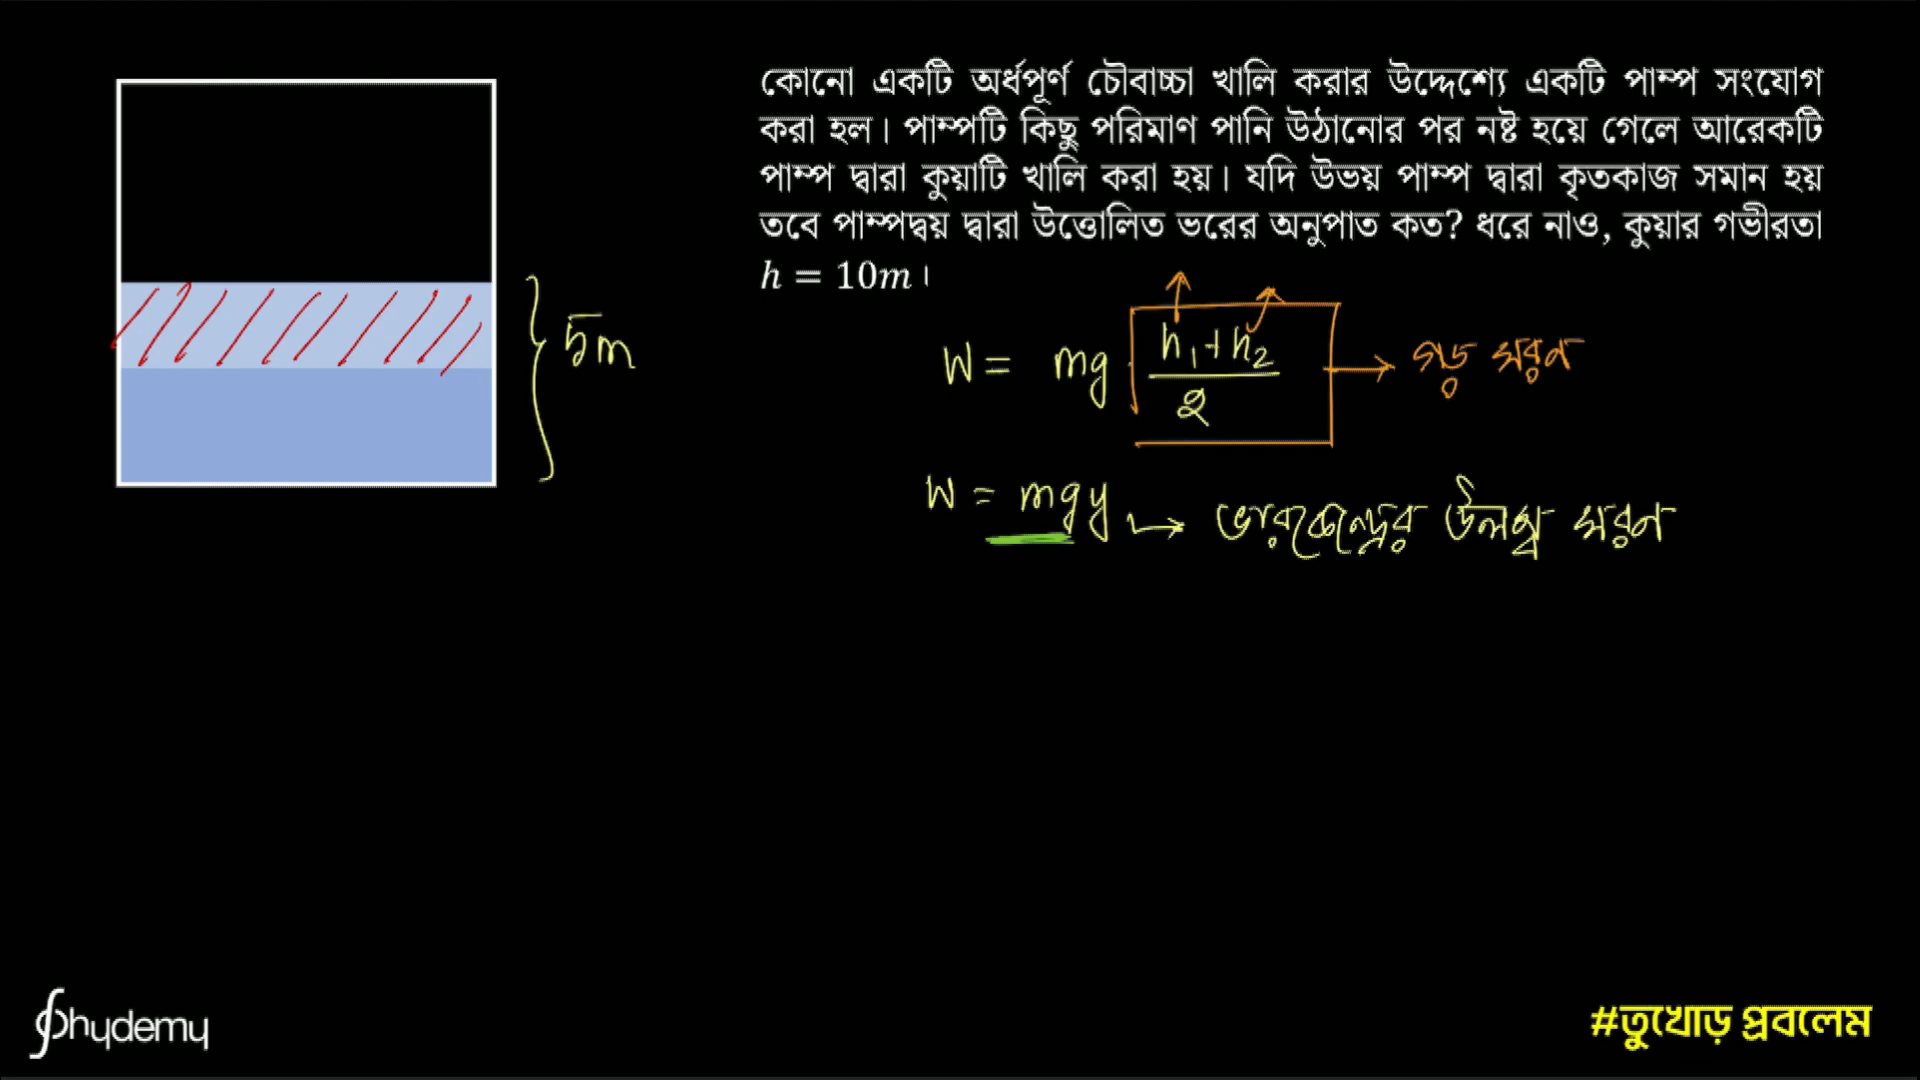 কোনো একটি অর্ধপূর্ণ চৌবাচ্চা খালি করার উদ্দেশ্যে একটি পাম্প সংযোগ
করা হল। পাম্পটি কিছু পরিমাণ পানি উঠানোর পর নষ্ট হয়ে গেলে আরেকটি
পাম্প দ্বারা কুয়াটি খালি করা হয়। যদি উভয় পাম্প দ্বারা কৃতকাজ সমান হয়
তবে পাম্পদ্বয় দ্বারা উত্তোলিত ভরের অনুপাত কত? ধরে নাও, কুয়ার গভীরতা
h = 10m।
5m
W = mg (h₁+h₂)/2 → গড় সরণ
W = mgy → ভারকেন্দ্রের উলম্ব সরণ
Phydemy
#তুখোড় প্রবলেম